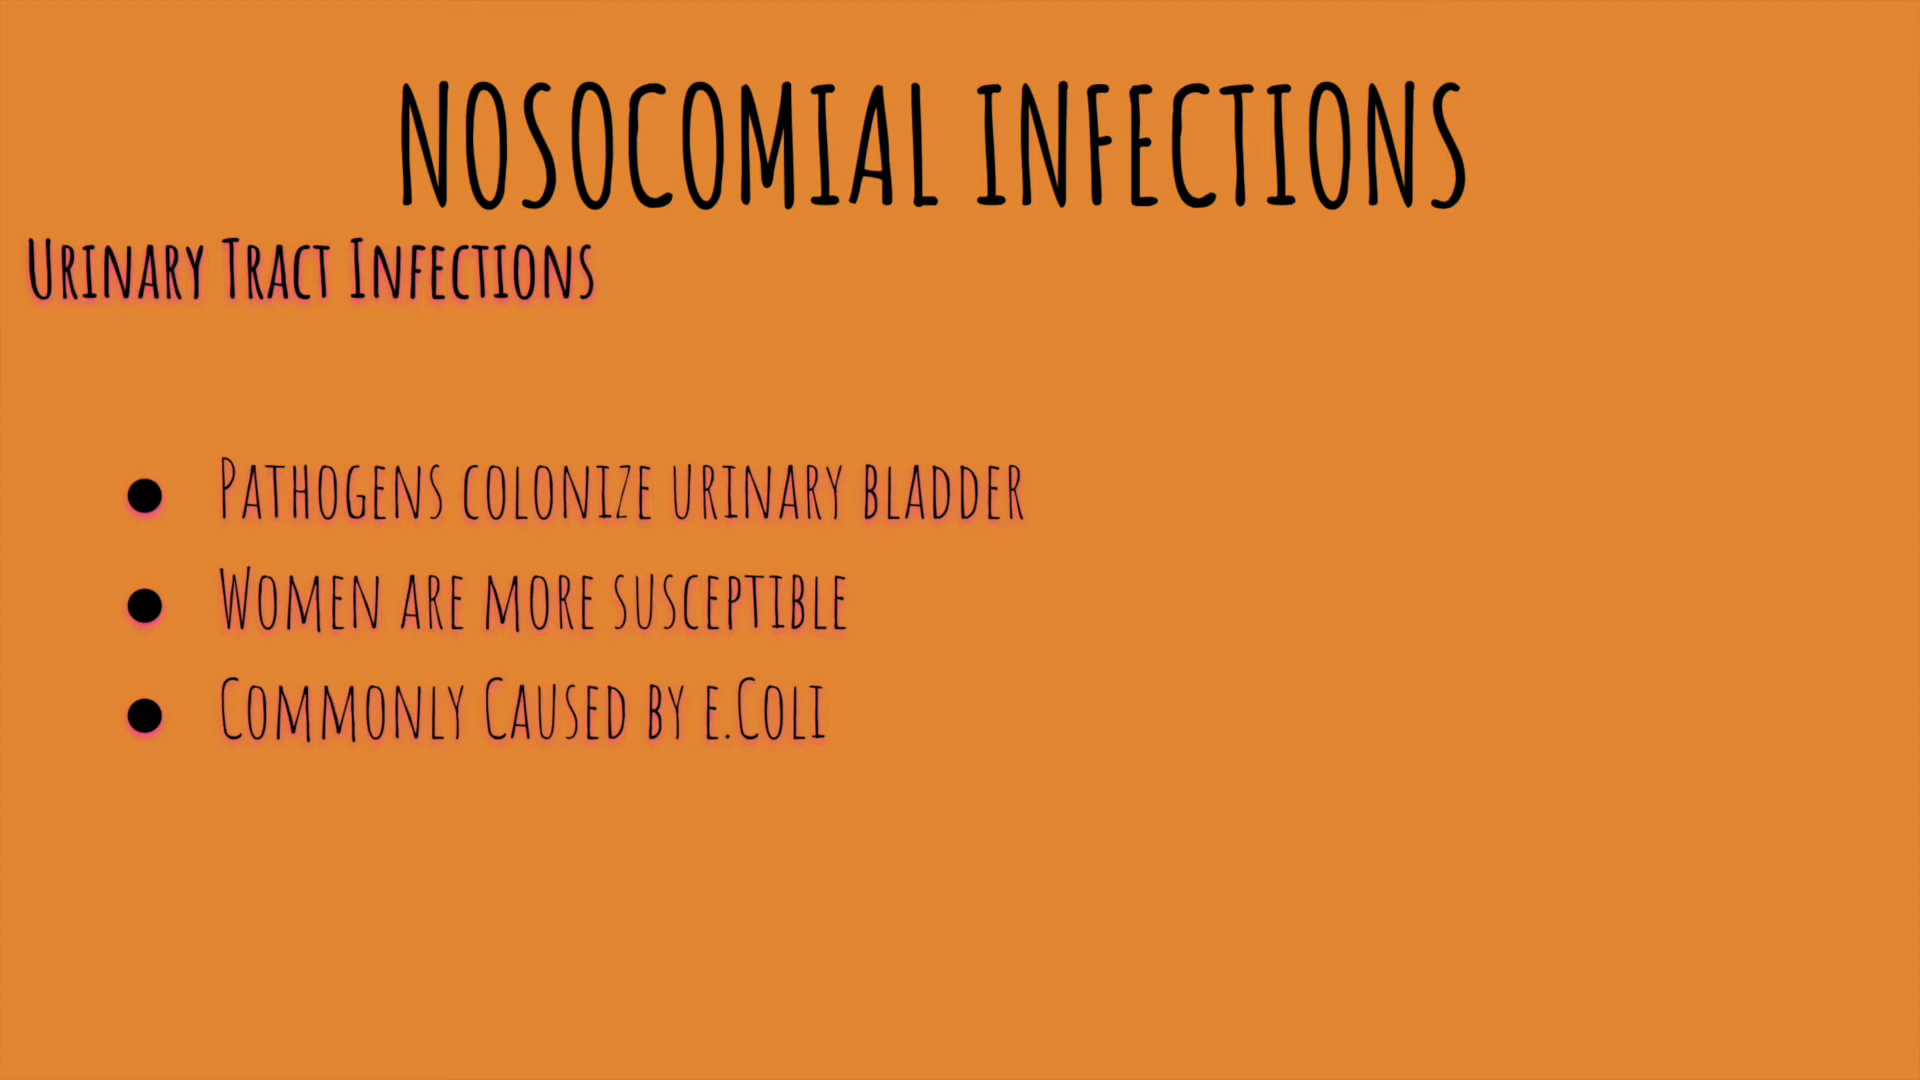 NOSOCOMIAL INFECTIONS
Urinary Tract Infections
● Pathogens colonize urinary bladder
● Women are more susceptible
● Commonly Caused by e.Coli